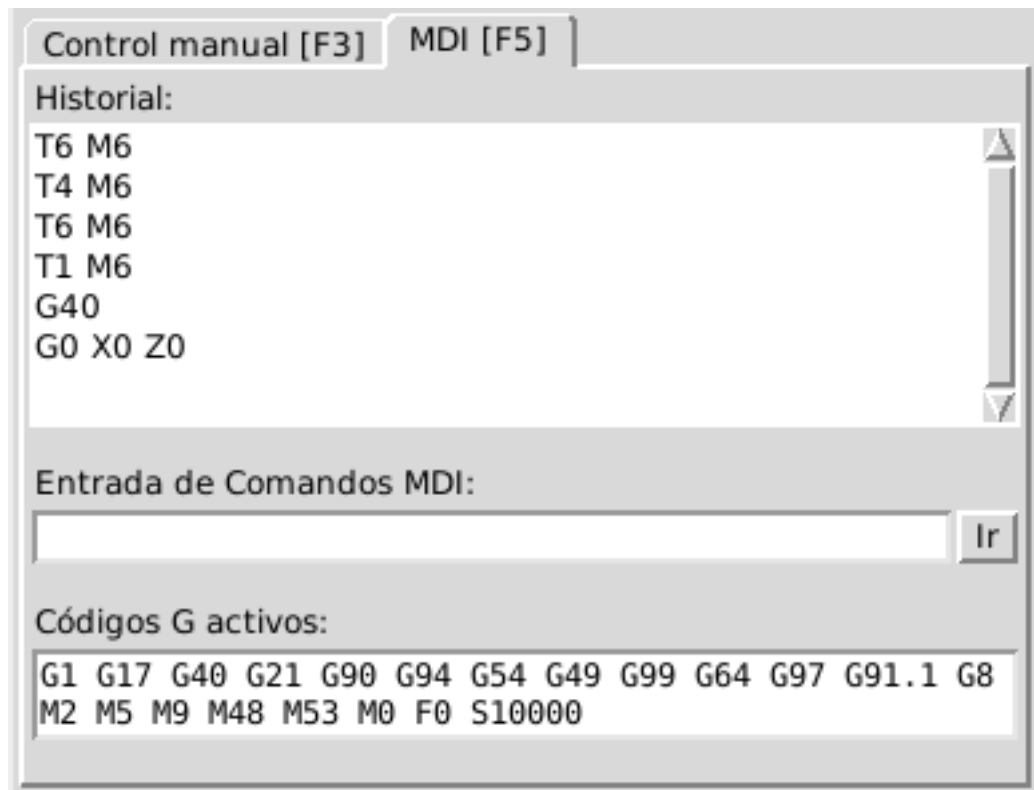 Control manual [F3] MDI [F5]
Historial:
T6 M6
T4 M6
T6 M6
T1 M6
G40
G0 X0 Z0
Entrada de Comandos MDI:
Ir
Códigos G activos:
G1 G17 G40 G21 G90 G94 G54 G49 G99 G64 G97 G91.1 G8
M2 M5 M9 M48 M53 M0 F0 S10000